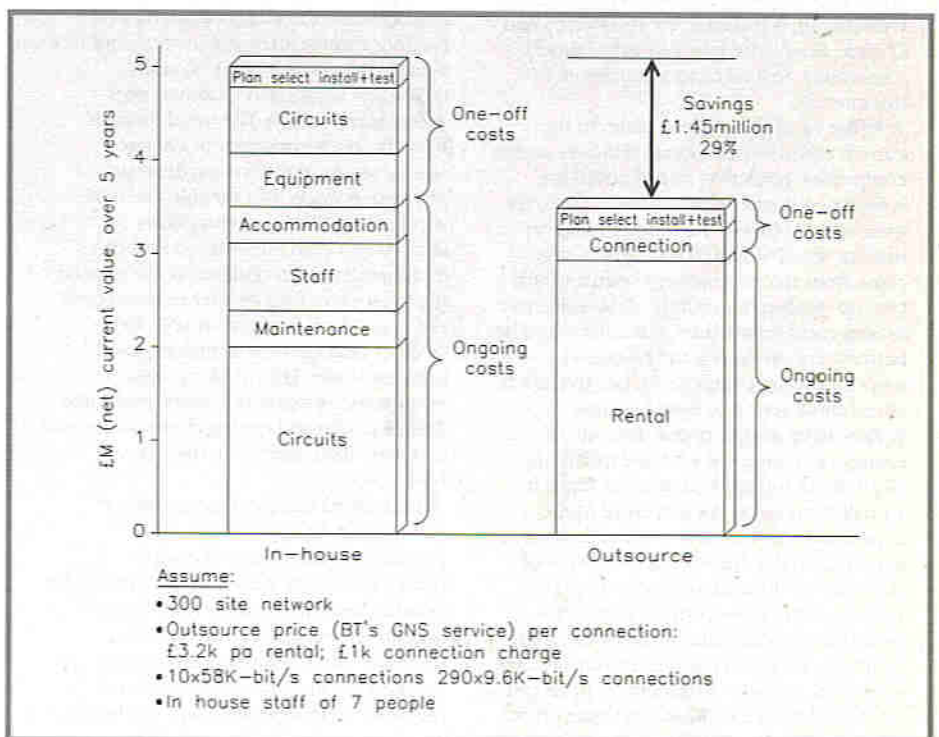 £M (net) current value over 5 years
5
4
3
2
1
0
Plan select install+test
Circuits
Equipment
Accommodation
Staff
Maintenance
Circuits
One-off
costs
Ongoing
costs
In-house
Savings
£1.45million
29%
Plan select install+test
Connection
Rental
One-off
costs
Ongoing
costs
Outsource
Assume:
•300 site network
•Outsource price (BT's GNS service) per connection:
£3.2k pa rental; £1k connection charge
•10x58K-bit/s connections 290x9.6K-bit/s connections
•In house staff of 7 people